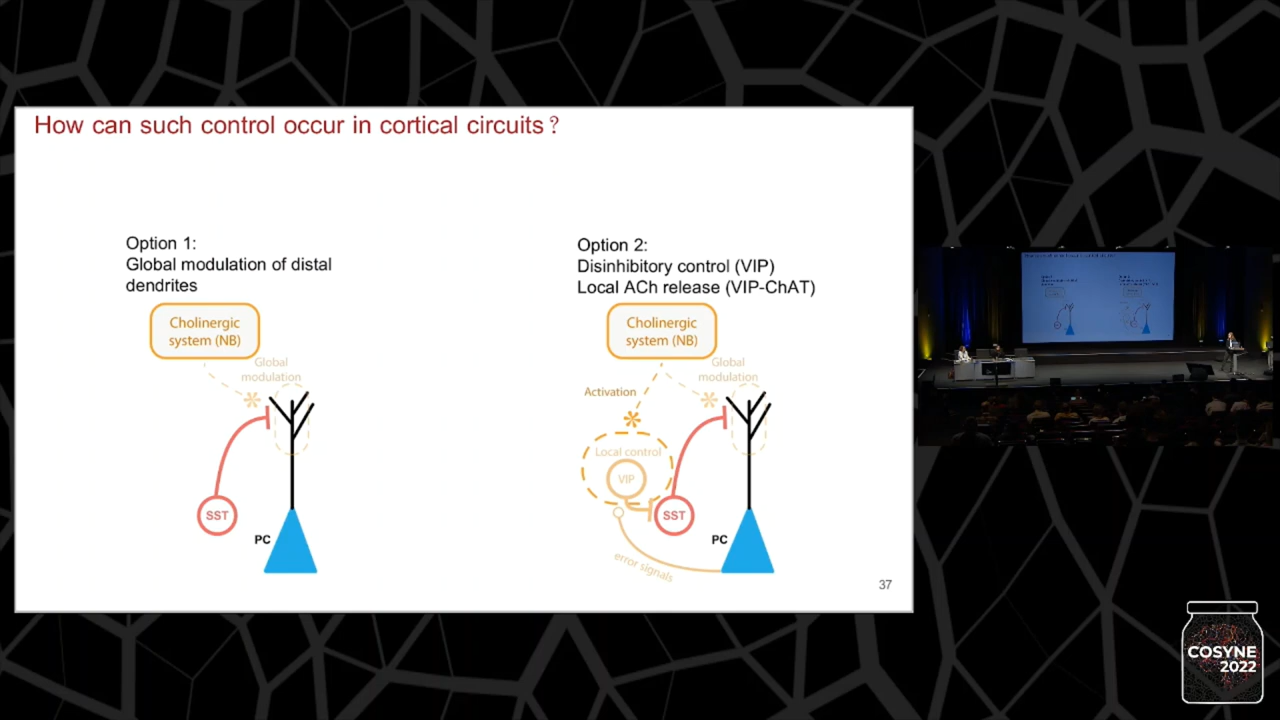 How can such control occur in cortical circuits ?
Option 1:
Global modulation of distal
dendrites
Cholinergic
system (NB)
Global
modulation
*
SST
PC
Option 2:
Disinhibitory control (VIP)
Local ACh release (VIP-ChAT)
Cholinergic
system (NB)
Global
modulation
Activation
*
*
Local control
VIP
SST
PC
error signals
37
COSYNE
2022